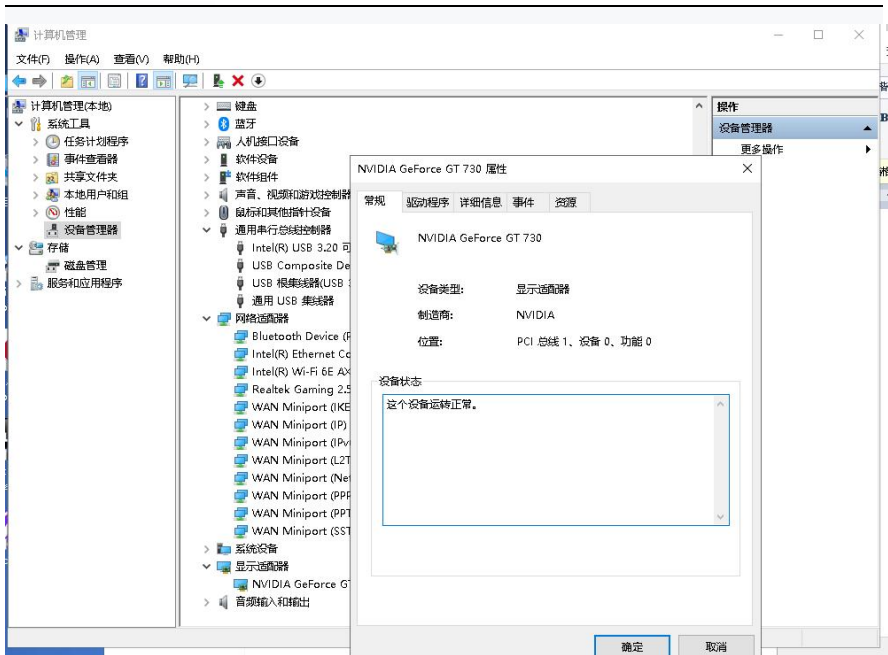 计算机管理
文件(F) 操作(A) 查看(V) 帮助(H)
计算机管理(本地)
系统工具
任务计划程序
事件查看器
共享文件夹
本地用户和组
性能
设备管理器
存储
磁盘管理
服务和应用程序
键盘
蓝牙
人机接口设备
软件设备
软件组件
声音、视频和游戏控制器
鼠标和其他指针设备
通用串行总线控制器
Intel(R) USB 3.20 可
USB Composite De
USB 根集线器(USB
通用 USB 集线器
网络适配器
Bluetooth Device (P
Intel(R) Ethernet Co
Intel(R) Wi-Fi 6E AX
Realtek Gaming 2.5
WAN Miniport (IKE
WAN Miniport (IP)
WAN Miniport (IPv
WAN Miniport (L2T
WAN Miniport (Net
WAN Miniport (PPP
WAN Miniport (PPT
WAN Miniport (SST
系统设备
显示适配器
NVIDIA GeForce GT
音频输入和输出
操作
设备管理器
更多操作
NVIDIA GeForce GT 730 属性
常规 驱动程序 详细信息 事件 资源
NVIDIA GeForce GT 730
设备类型: 显示适配器
制造商: NVIDIA
位置: PCI 总线 1、设备 0、功能 0
设备状态
这个设备运转正常。
确定 取消